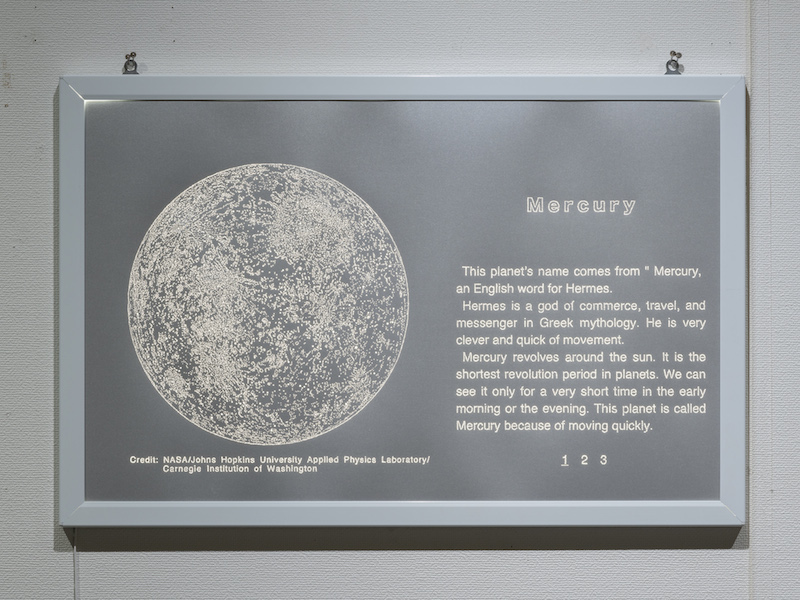 Mercury
This planet's name comes from " Mercury,
an English word for Hermes.
Hermes is a god of commerce, travel, and
messenger in Greek mythology. He is very
clever and quick of movement.
Mercury revolves around the sun. It is the
shortest revolution period in planets. We can
see it only for a very short time in the early
morning or the evening. This planet is called
Mercury because of moving quickly.
Credit: NASA/Johns Hopkins University Applied Physics Laboratory/
Carnegie Institution of Washington
1 2 3